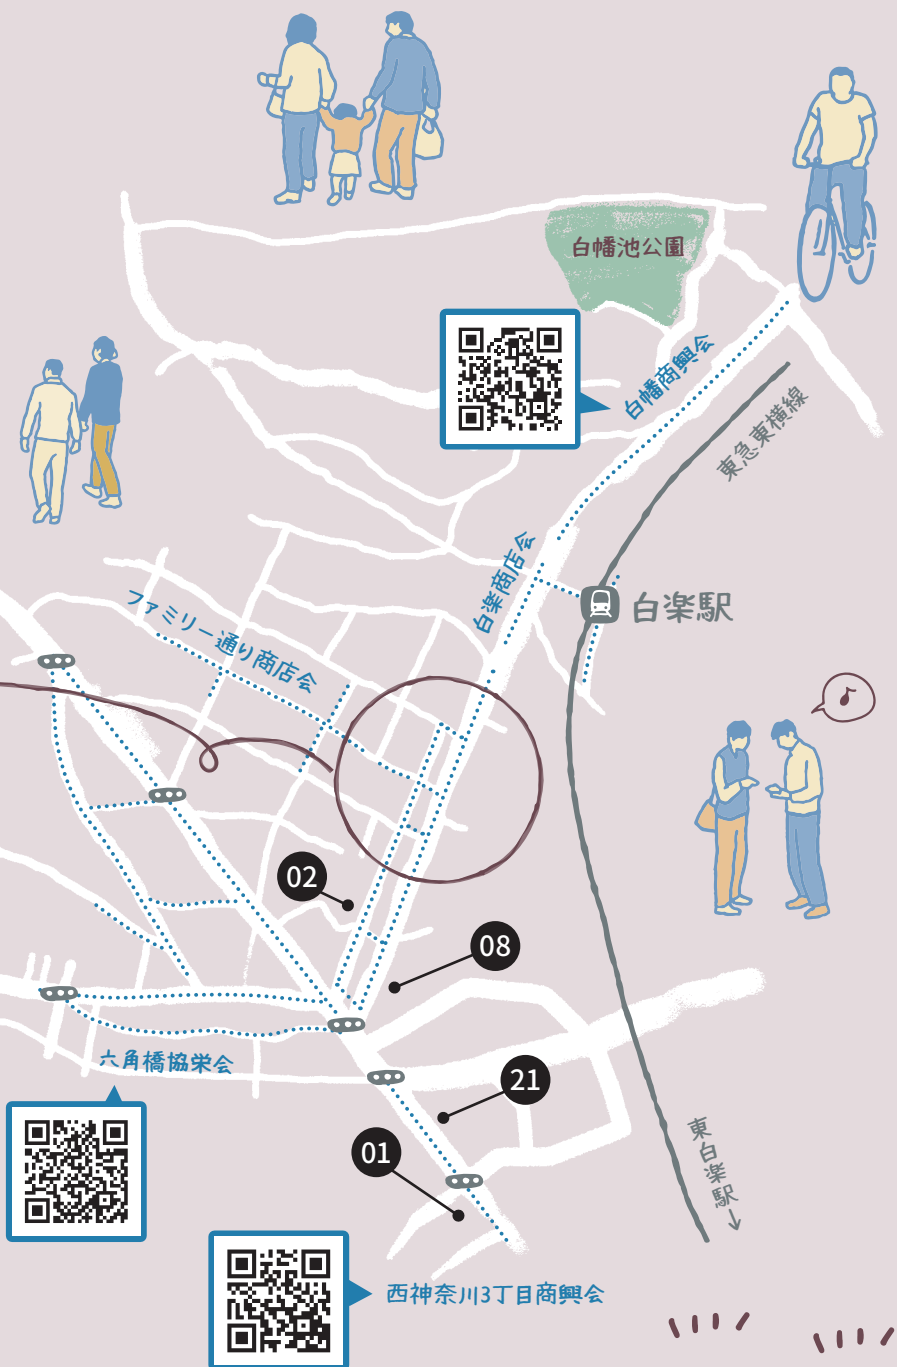 白幡池公園
白幡商興会
東急東横線
白楽商店会
白楽駅
ファミリー通り商店会
02
08
六角橋協栄会
21
01
東白楽駅↓
西神奈川3丁目商興会